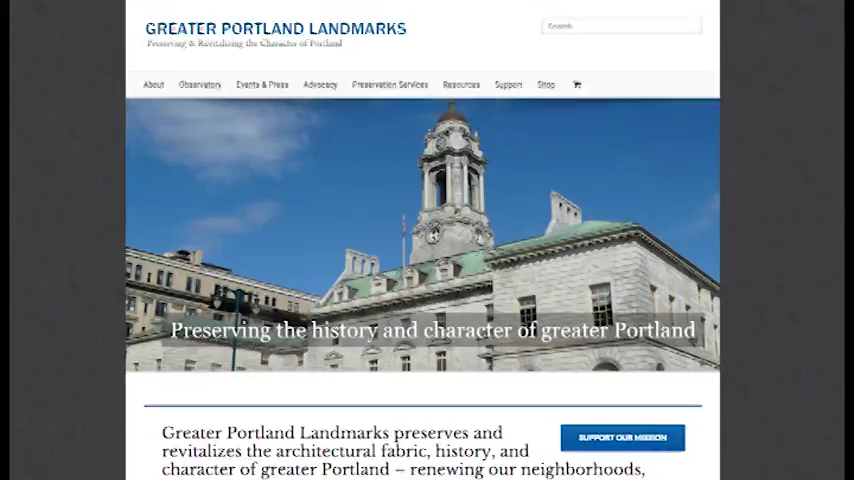 GREATER PORTLAND LANDMARKS
Preserving & Revitalizing the Character of Portland
Search
About Observatory Events & Press Advocacy Preservation Services Resources Support Shop
Preserving the history and character of greater Portland
Greater Portland Landmarks preserves and
revitalizes the architectural fabric, history, and
character of greater Portland – renewing our neighborhoods,
SUPPORT OUR MISSION